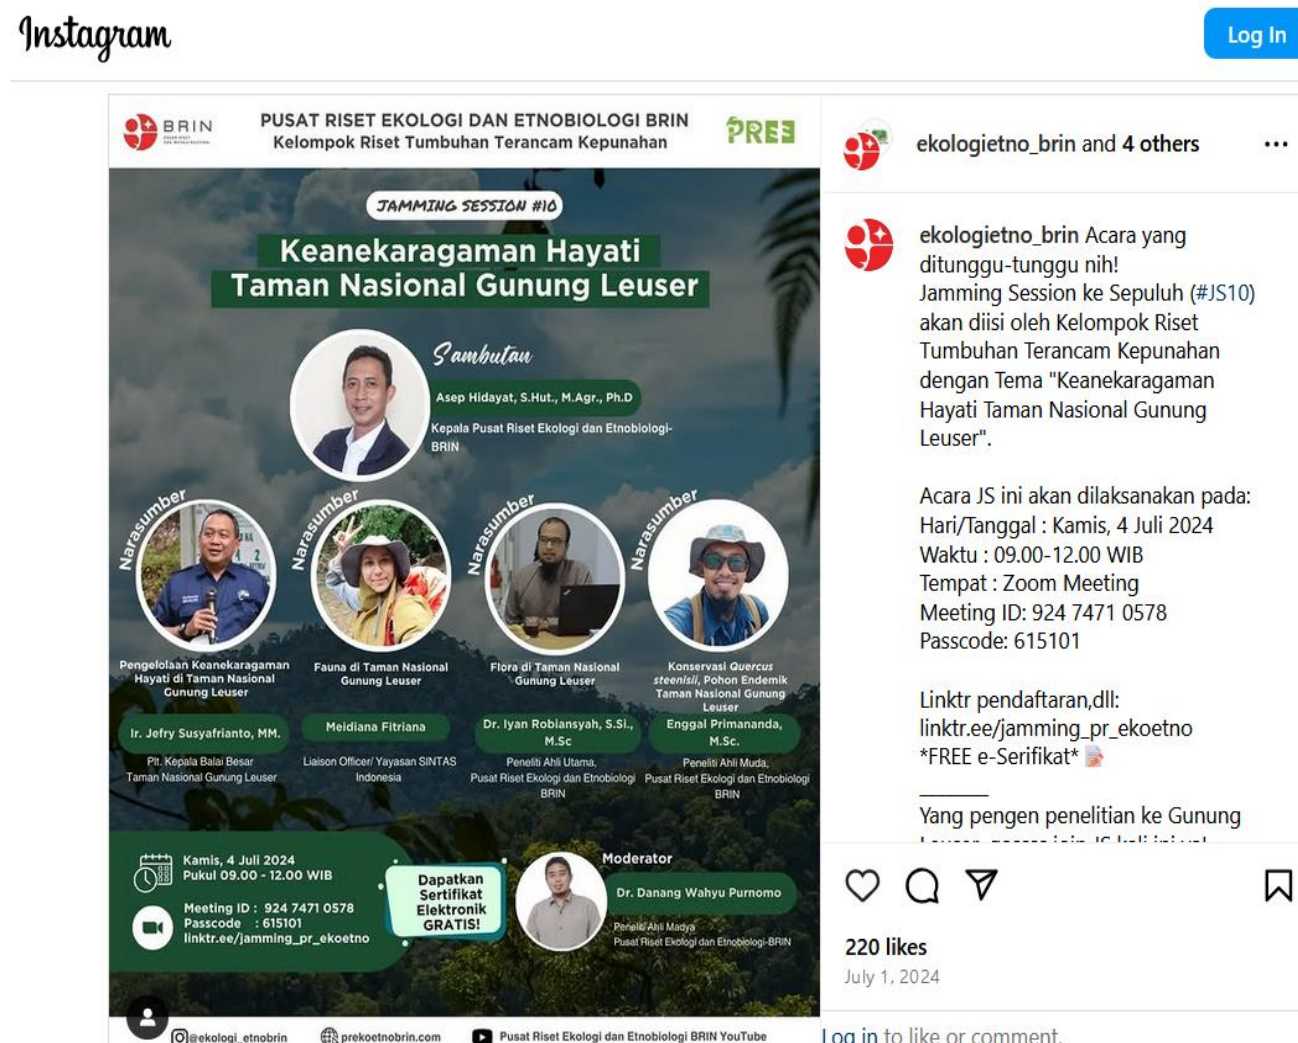 Instagram
Log In
BRIN
BADAN RISET
DAN INOVASI NASIONAL
PUSAT RISET EKOLOGI DAN ETNOBIOLOGI BRIN
Kelompok Riset Tumbuhan Terancam Kepunahan
PREE
JAMMING SESSION #10
Keanekaragaman Hayati
Taman Nasional Gunung Leuser
Sambutan
Asep Hidayat, S.Hut., M.Agr., Ph.D
Kepala Pusat Riset Ekologi dan Etnobiologi-
BRIN
Narasumber
Narasumber
Narasumber
Narasumber
Pengelolaan Keanekaragaman
Hayati di Taman Nasional
Gunung Leuser
Ir. Jefry Susyafrianto, MM.
Plt. Kepala Balai Besar
Taman Nasional Gunung Leuser
Fauna di Taman Nasional
Gunung Leuser
Meidiana Fitriana
Liaison Officer/ Yayasan SINTAS
Indonesia
Flora di Taman Nasional
Gunung Leuser
Dr. Iyan Robiansyah, S.Si.,
M.Sc
Peneliti Ahli Utama,
Pusat Riset Ekologi dan Etnobiologi
BRIN
Konservasi Quercus
steenisii, Pohon Endemik
Taman Nasional Gunung
Leuser
Enggal Primananda,
M.Sc.
Peneliti Ahli Muda,
Pusat Riset Ekologi dan Etnobiologi
BRIN
Kamis, 4 Juli 2024
Pukul 09.00 - 12.00 WIB
Meeting ID : 924 7471 0578
Passcode : 615101
linktr.ee/jamming_pr_ekoetno
Dapatkan
Sertifikat
Elektronik
GRATIS!
Moderator
Dr. Danang Wahyu Purnomo
Peneliti Ahli Madya
Pusat Riset Ekologi dan Etnobiologi-BRIN
@ekologi_etnobrin
prekoetnobrin.com
Pusat Riset Ekologi dan Etnobiologi BRIN YouTube
ekologietno_brin and 4 others
ekologietno_brin Acara yang
ditunggu-tunggu nih!
Jamming Session ke Sepuluh (#JS10)
akan diisi oleh Kelompok Riset
Tumbuhan Terancam Kepunahan
dengan Tema "Keanekaragaman
Hayati Taman Nasional Gunung
Leuser".
Acara JS ini akan dilaksanakan pada:
Hari/Tanggal : Kamis, 4 Juli 2024
Waktu : 09.00-12.00 WIB
Tempat : Zoom Meeting
Meeting ID: 924 7471 0578
Passcode: 615101
Linktr pendaftaran,dll:
linktr.ee/jamming_pr_ekoetno
*FREE e-Serifikat* 📝
________
Yang pengen penelitian ke Gunung
220 likes
July 1, 2024
Log in to like or comment.